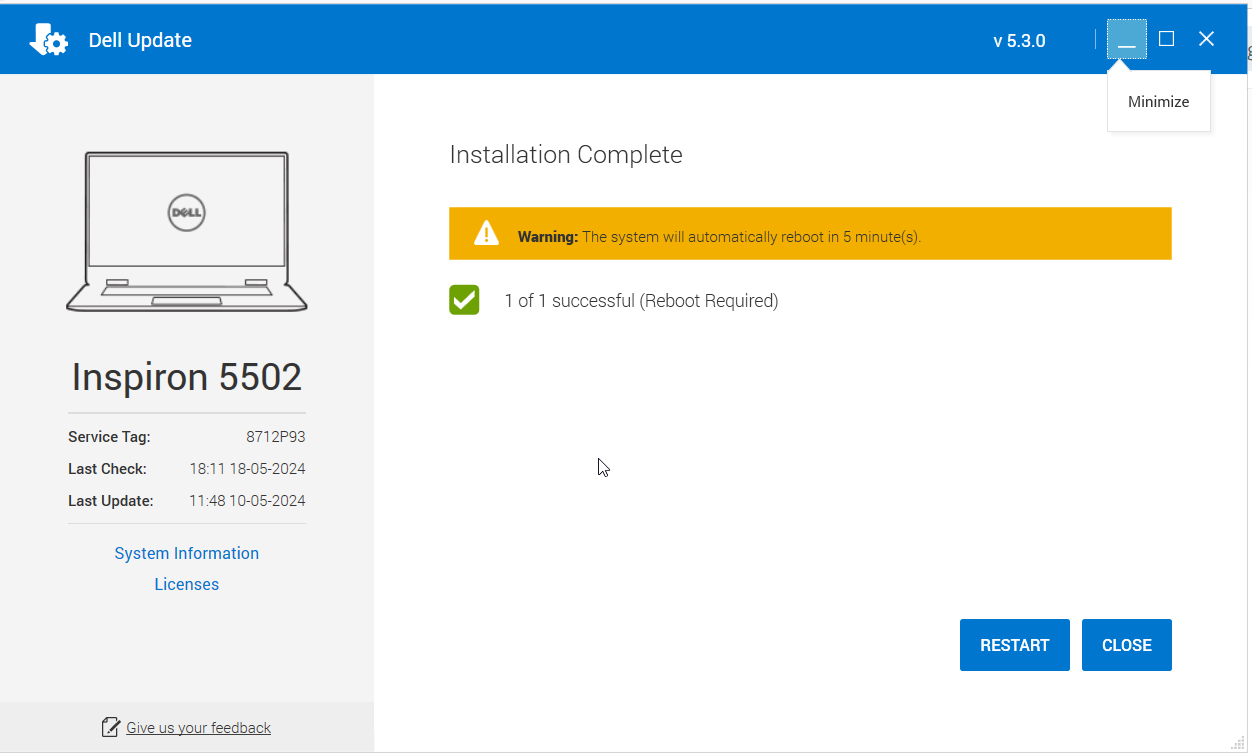 Dell Update
v 5.3.0
Minimize
Installation Complete
Warning: The system will automatically reboot in 5 minute(s).
1 of 1 successful (Reboot Required)
DELL
Inspiron 5502
Service Tag: 8712P93
Last Check: 18:11 18-05-2024
Last Update: 11:48 10-05-2024
System Information
Licenses
RESTART CLOSE
Give us your feedback